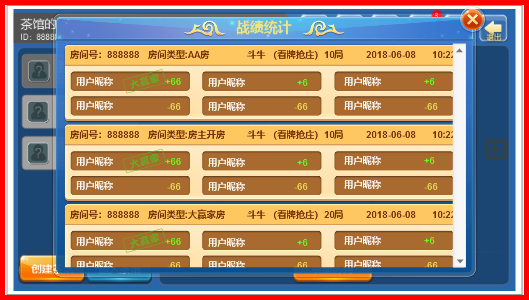 茶馆的
战绩统计
ID: 8888
退出
房间号: 888888 房间类型:AA房 斗牛 (看牌抢庄) 10局 2018-06-08 10:22
用户昵称 大赢家 +66 用户昵称 +6 用户昵称 +6
用户昵称 -66 用户昵称 -66 用户昵称 -66
房间号: 888888 房间类型:房主开房 斗牛 (看牌抢庄) 10局 2018-06-08 10:22
用户昵称 大赢家 +66 用户昵称 +6 用户昵称 +6
用户昵称 -66 用户昵称 -66 用户昵称 -66
房间号: 888888 房间类型:大赢家房 斗牛 (看牌抢庄) 20局 2018-06-08 10:22
用户昵称 大赢家 +66 用户昵称 +6 用户昵称 +6
用户昵称 -66 用户昵称 -66 用户昵称 -66
创建